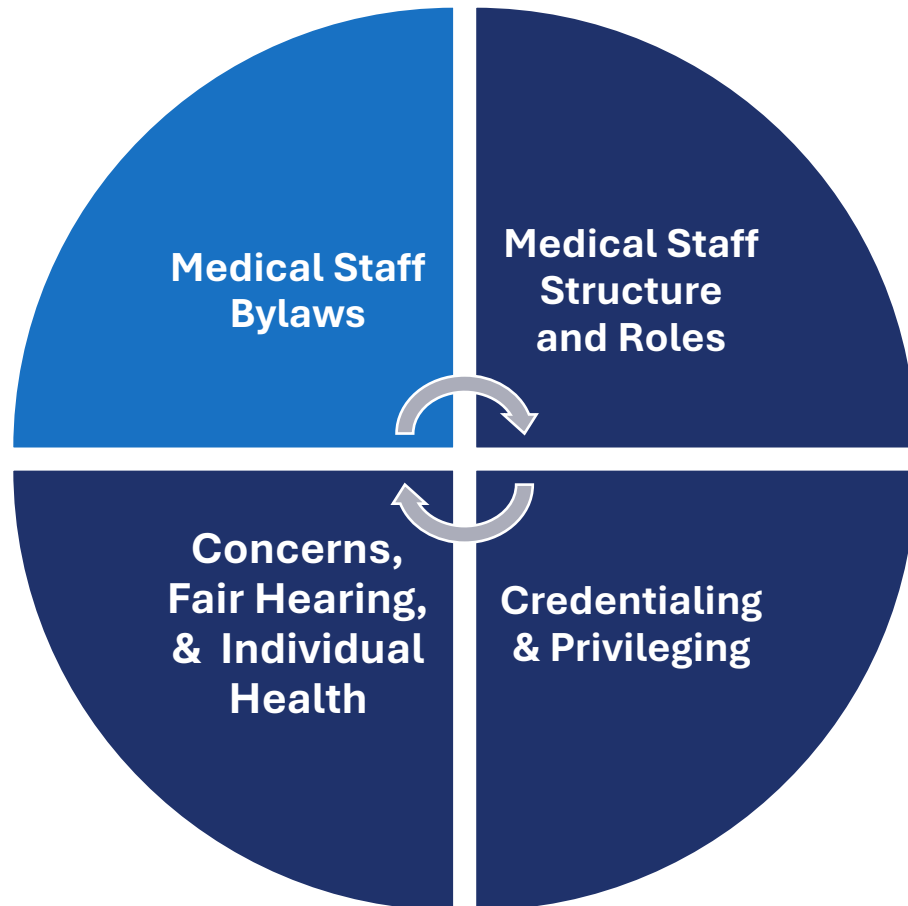 Medical Staff
Bylaws
Medical Staff
Structure
and Roles
Concerns,
Fair Hearing,
&  Individual
Health
Credentialing
& Privileging